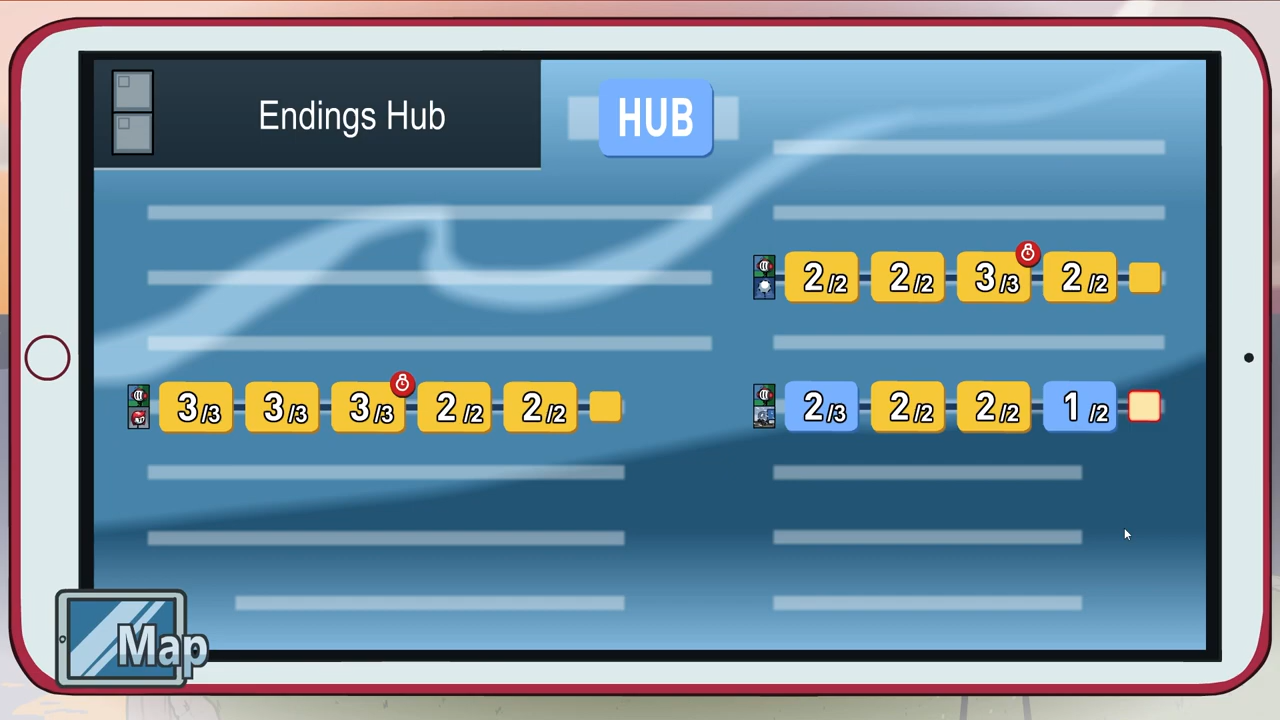 Endings Hub
HUB
2/2 2/2 3/3 2/2
3/3 3/3 3/3 2/2 2/2
2/3 2/2 2/2 1/2
Map